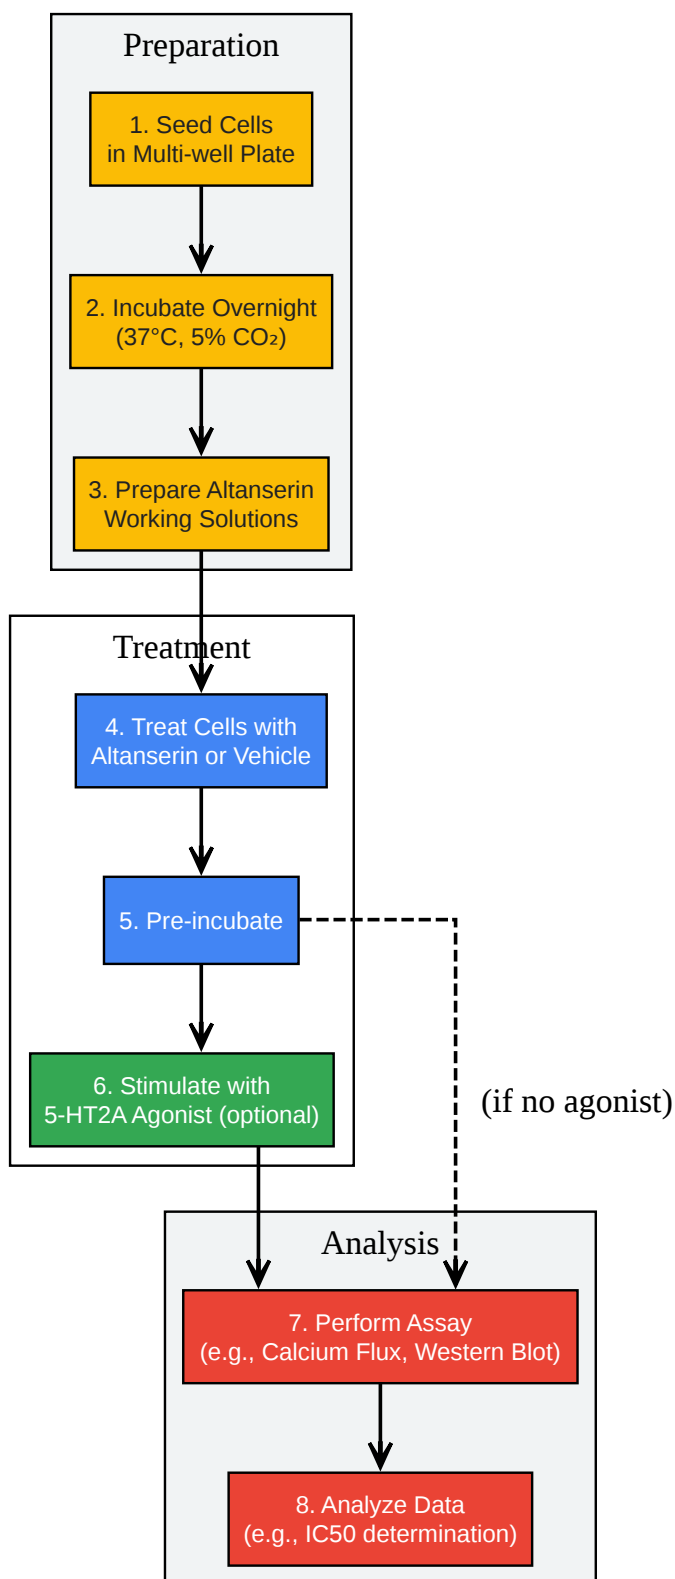 Preparation
1. Seed Cells
in Multi-well Plate
2. Incubate Overnight
(37°C, 5% CO₂)
3. Prepare Altanserin
Working Solutions
Treatment
4. Treat Cells with
Altanserin or Vehicle
5. Pre-incubate
6. Stimulate with
5-HT2A Agonist (optional)
(if no agonist)
Analysis
7. Perform Assay
(e.g., Calcium Flux, Western Blot)
8. Analyze Data
(e.g., IC50 determination)